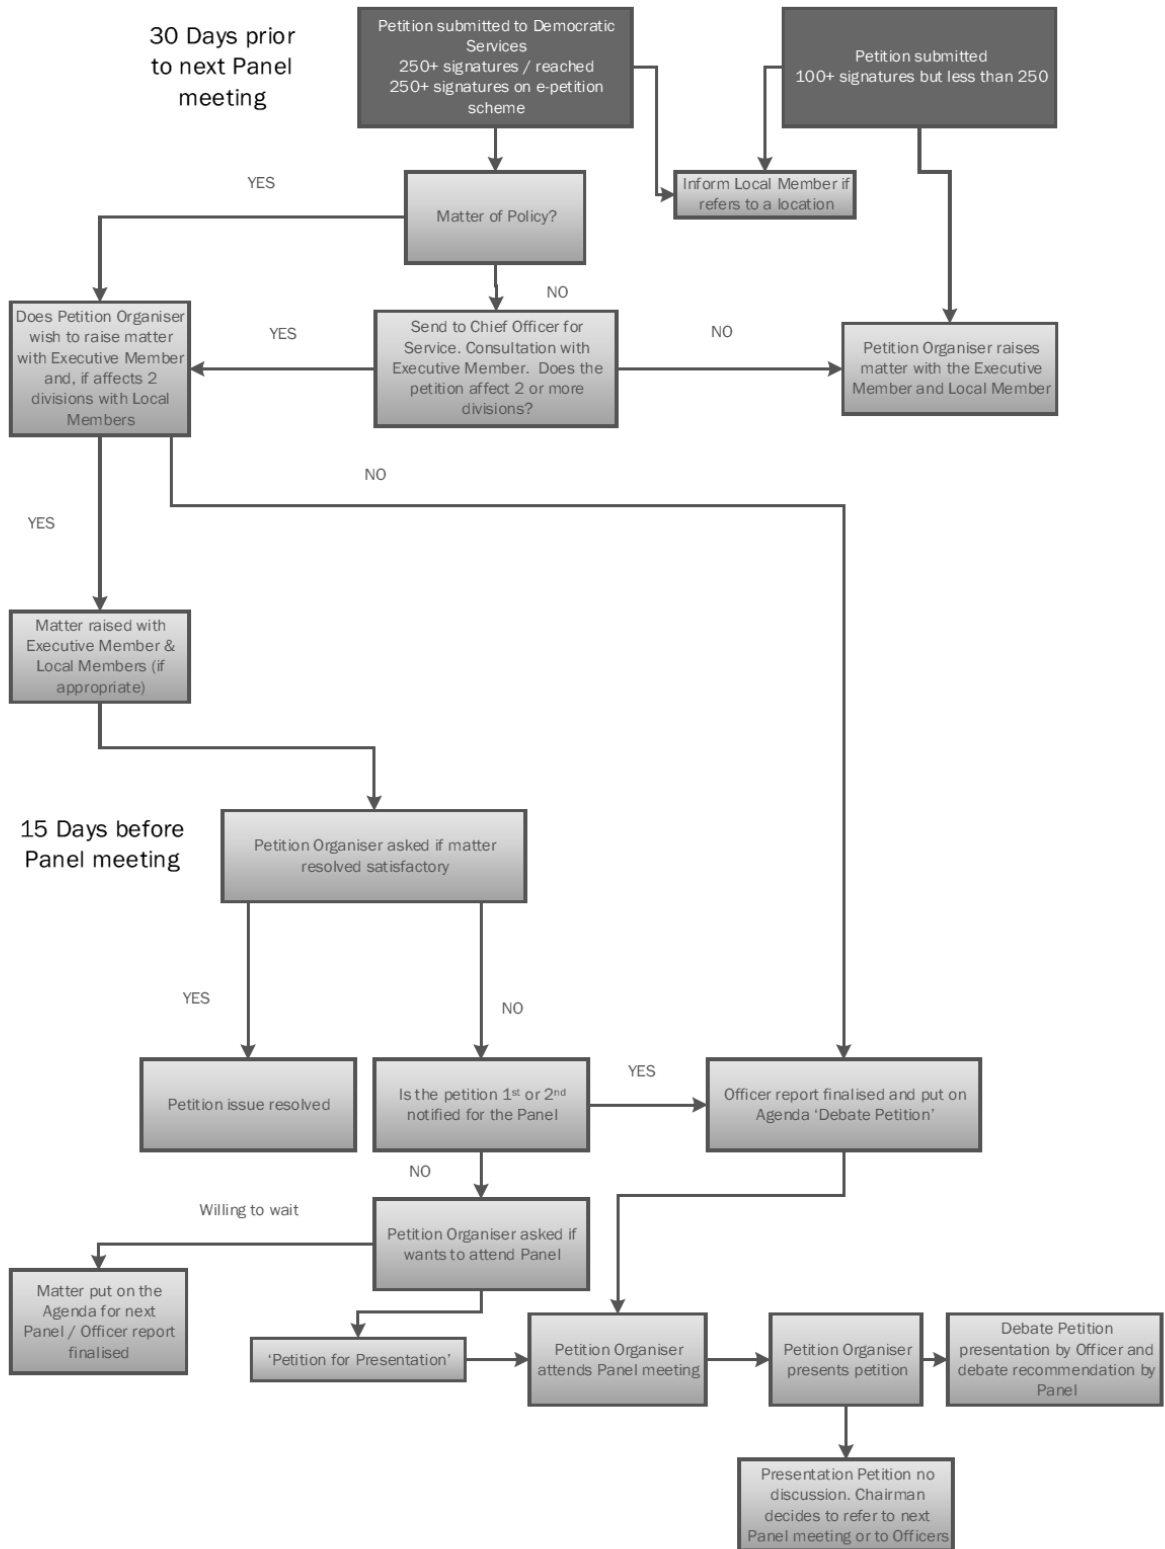 30 Days prior
to next Panel
meeting
Petition submitted to Democratic
Services
250+ signatures / reached
250+ signatures on e-petition
scheme
Petition submitted
100+ signatures but less than 250
Inform Local Member if
refers to a location
YES
Matter of Policy?
NO
Does Petition Organiser
wish to raise matter
with Executive Member
and, if affects 2
divisions with Local
Members
YES
Send to Chief Officer for
Service. Consultation with
Executive Member. Does the
petition affect 2 or more
divisions?
NO
Petition Organiser raises
matter with the Executive
Member and Local Member
NO
YES
Matter raised with
Executive Member &
Local Members (if
appropriate)
15 Days before
Panel meeting
Petition Organiser asked if matter
resolved satisfactory
YES
NO
Petition issue resolved
Is the petition 1st or 2nd
notified for the Panel
YES
Officer report finalised and put on
Agenda ‘Debate Petition’
NO
Willing to wait
Petition Organiser asked if
wants to attend Panel
Matter put on the
Agenda for next
Panel / Officer report
finalised
‘Petition for Presentation’
Petition Organiser
attends Panel meeting
Petition Organiser
presents petition
Debate Petition
presentation by Officer and
debate recommendation by
Panel
Presentation Petition no
discussion. Chairman
decides to refer to next
Panel meeting or to Officers